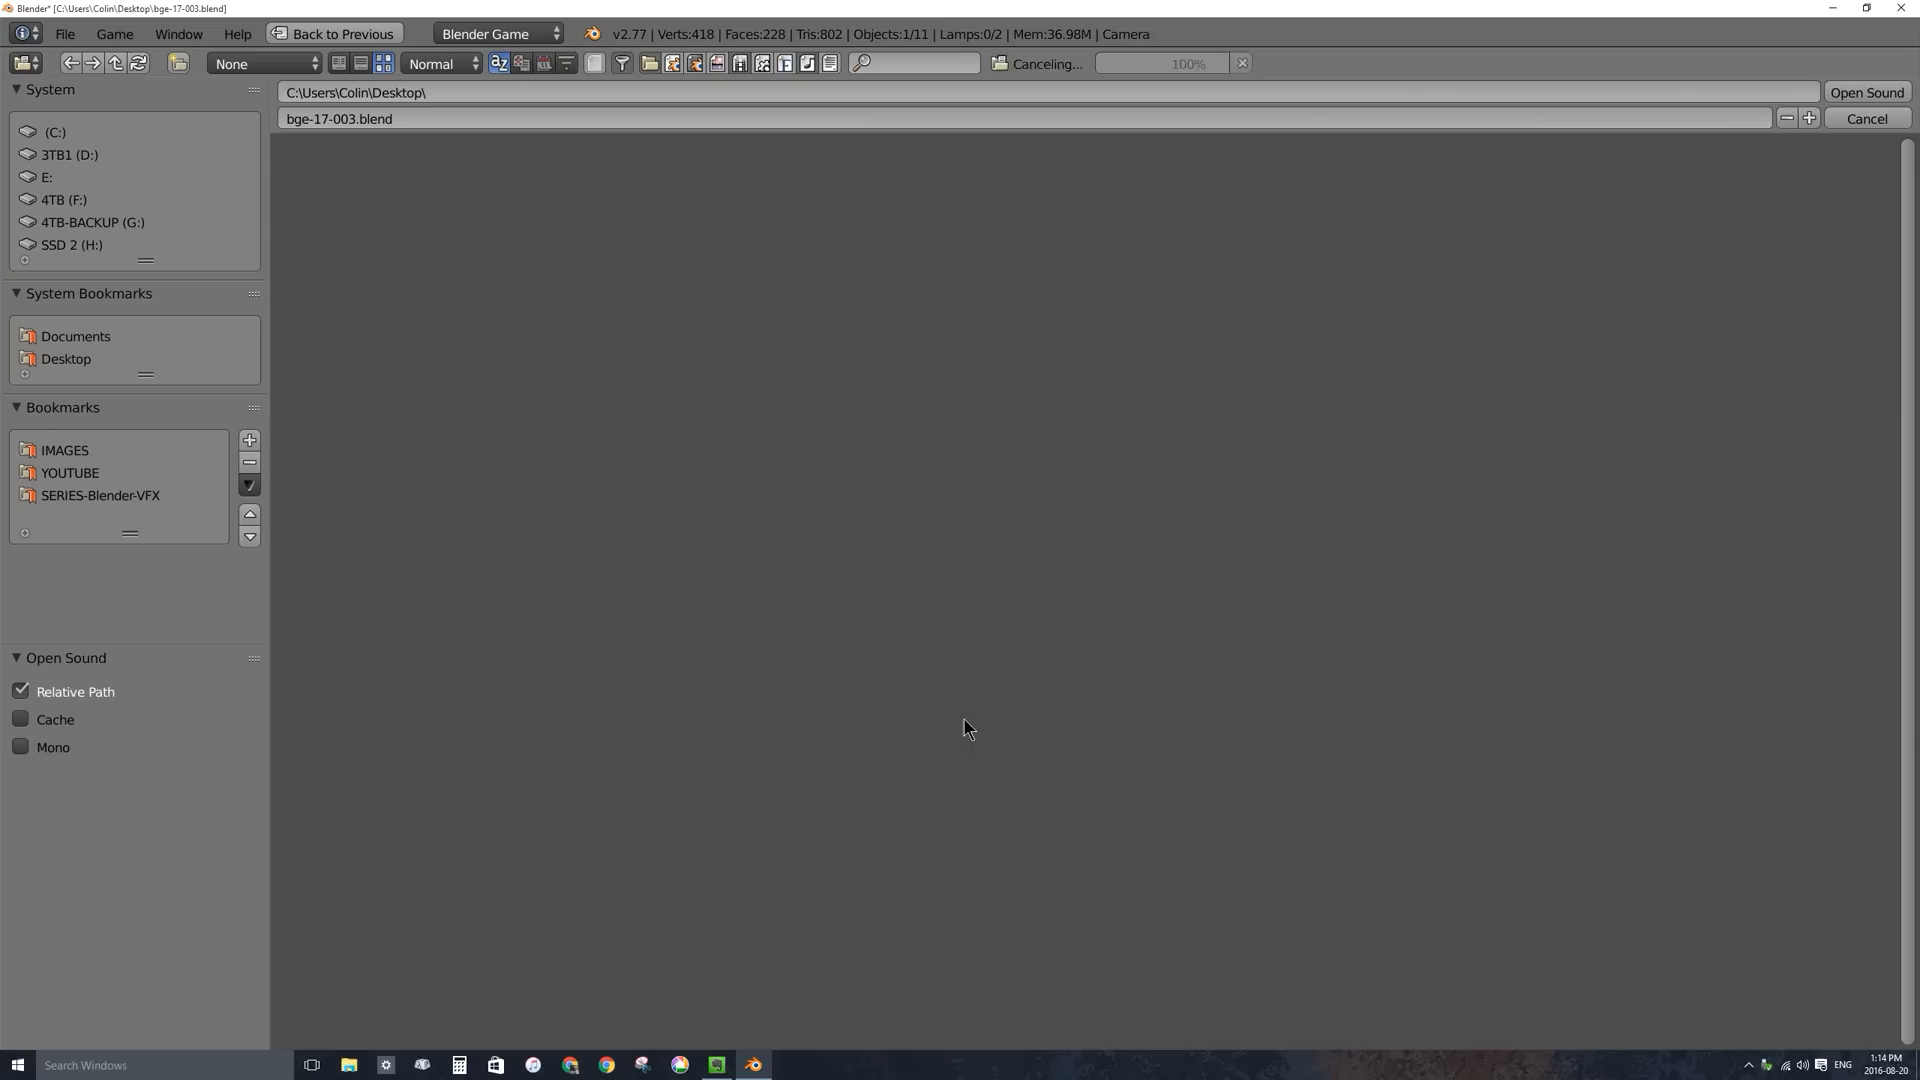 Blender* [C:\Users\Colin\Desktop\bge-17-003.blend]
File Game Window Help Back to Previous Blender Game v2.77 | Verts:418 | Faces:228 | Tris:802 | Objects:1/11 | Lamps:0/2 | Mem:36.98M | Camera
None Normal Canceling... 100%
System
C:\Users\Colin\Desktop\ Open Sound
bge-17-003.blend Cancel
(C:)
3TB1 (D:)
E:
4TB (F:)
4TB-BACKUP (G:)
SSD 2 (H:)
System Bookmarks
Documents
Desktop
Bookmarks
IMAGES
YOUTUBE
SERIES-Blender-VFX
Open Sound
Relative Path
Cache
Mono
Search Windows ENG 1:14 PM
2016-08-20